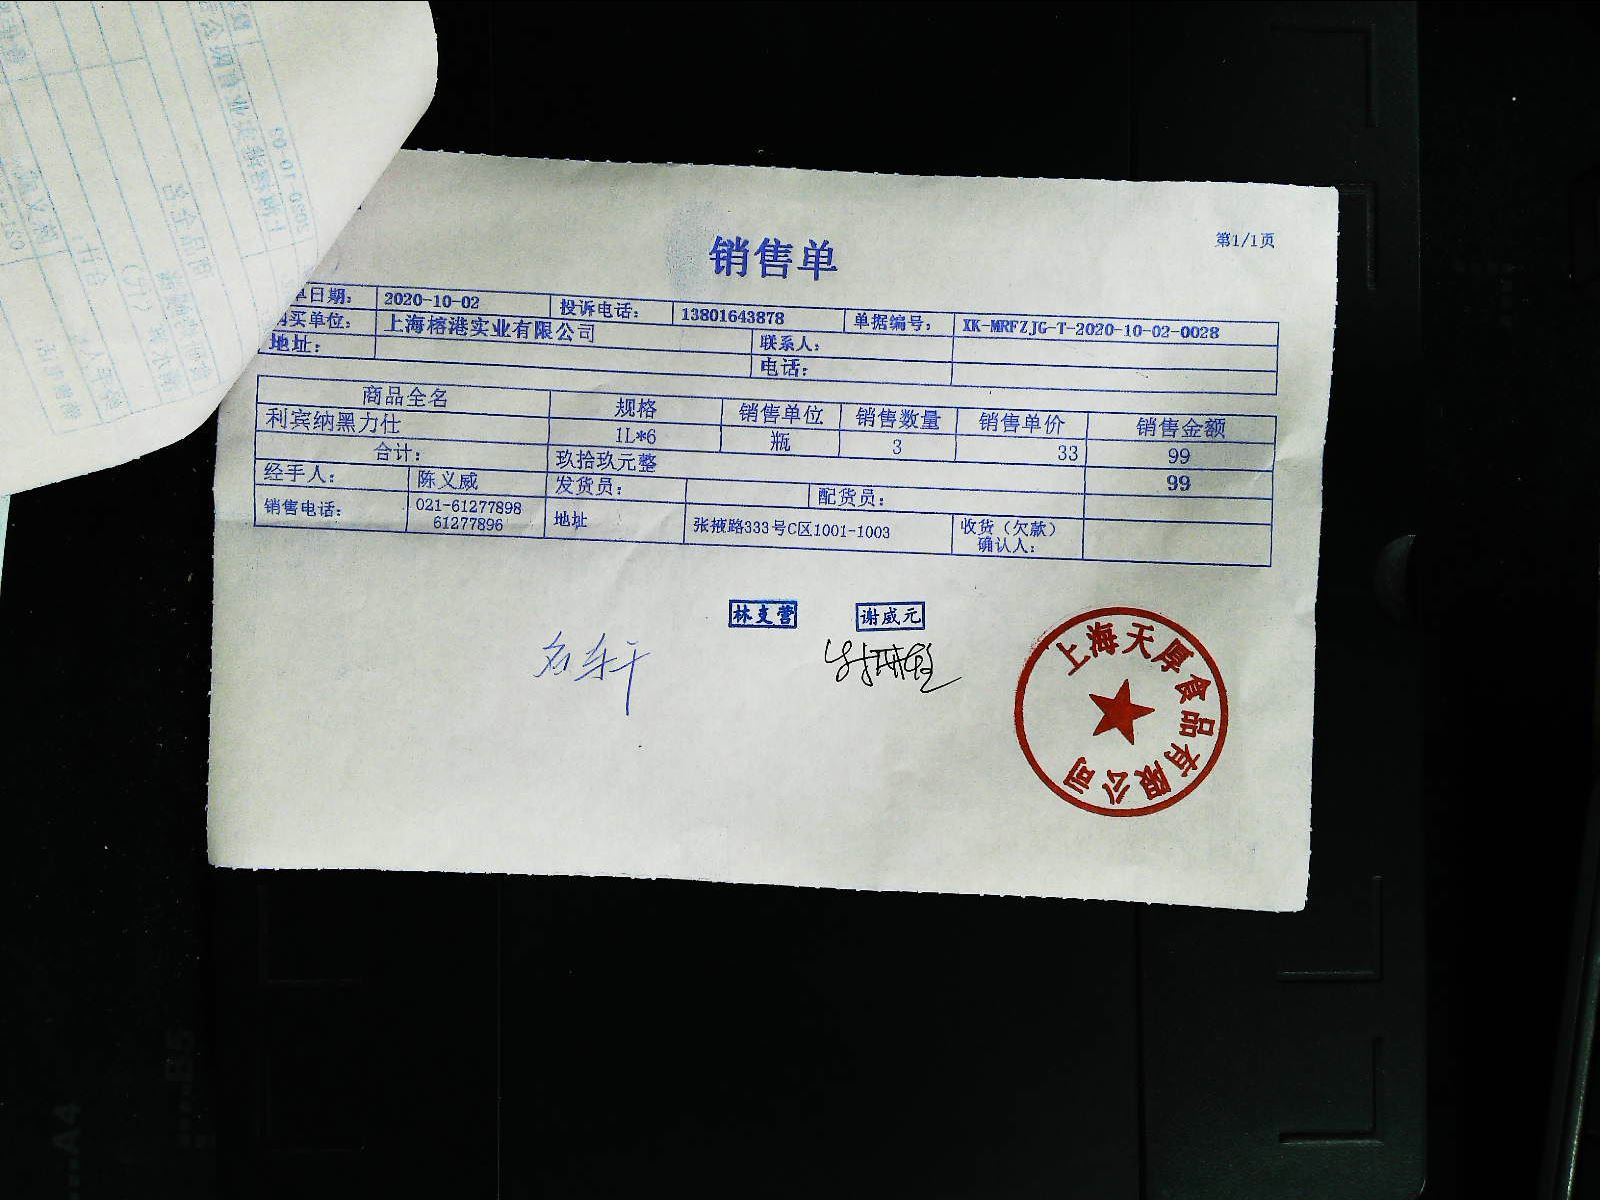 销售单
第1/1页
单日期： 2020-10-02 投诉电话： 13801643878 单据编号： XK-MRFZJG-T-2020-10-02-0028
购买单位： 上海榕港实业有限公司 联系人：
地址： 电话：
商品全名 规格 销售单位 销售数量 销售单价 销售金额
利宾纳黑力仕 1L*6 瓶 3 33 99
合计： 玖拾玖元整 99
经手人： 陈义威 发货员： 配货员：
销售电话： 021-61277898 61277896 地址 张掖路333号C区1001-1003 收货（欠款）确认人：
林支营 谢威元
上海天厚食品有限公司
A4
B5